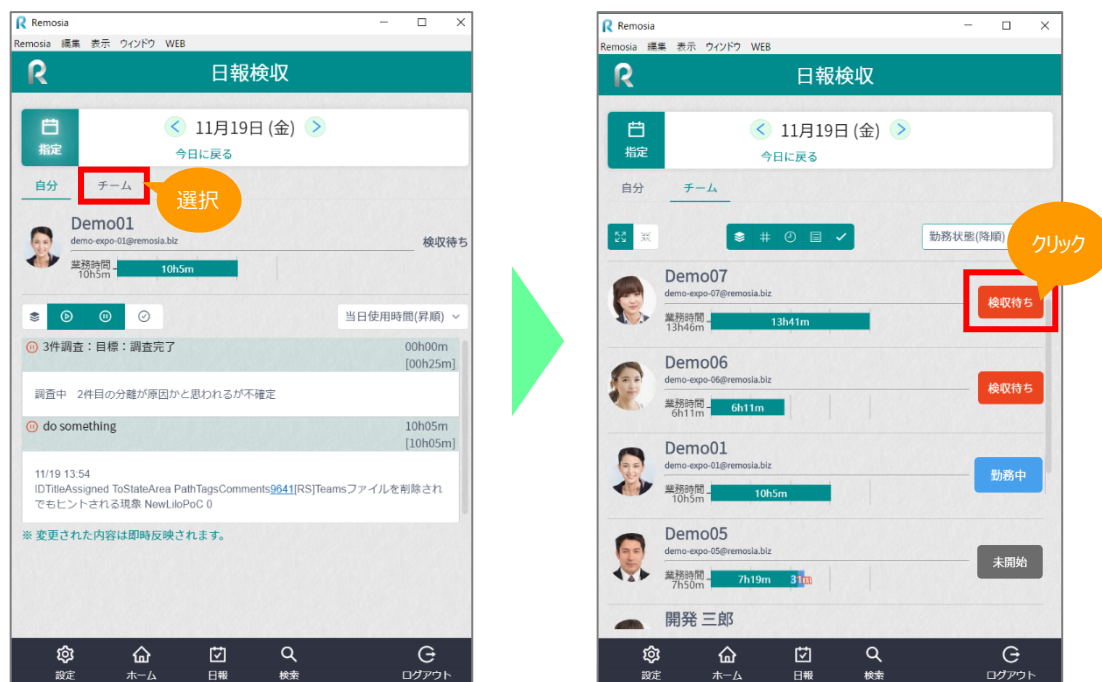 Remosia
Remosia 編集 表示 ウィンドウ WEB
日報検収
指定
11月19日 (金)
今日に戻る
自分 チーム
選択
Demo01
demo-expo-01@remosia.biz
検収待ち
業務時間
10h5m
10h5m
当日使用時間(昇順)
3件調査：目標：調査完了 00h00m
[00h25m]
調査中 2件目の分離が原因かと思われるが不確定
do something 10h05m
[10h05m]
11/19 13:54
IDTitleAssigned ToStateArea PathTagsComments9641[RS]Teamsファイルを削除され
てもヒントされる現象 NewLiloPoC 0
※ 変更された内容は即時反映されます。
設定 ホーム 日報 検索 ログアウト
Remosia
Remosia 編集 表示 ウィンドウ WEB
日報検収
指定
11月19日 (金)
今日に戻る
自分 チーム
勤務状態(降順)
クリック
Demo07
demo-expo-07@remosia.biz
検収待ち
業務時間
13h46m
13h41m
Demo06
demo-expo-06@remosia.biz
検収待ち
業務時間
6h11m
6h11m
Demo01
demo-expo-01@remosia.biz
勤務中
業務時間
10h5m
10h5m
Demo05
demo-expo-05@remosia.biz
未開始
業務時間
7h50m
7h19m 31m
開発 三郎
設定 ホーム 日報 検索 ログアウト